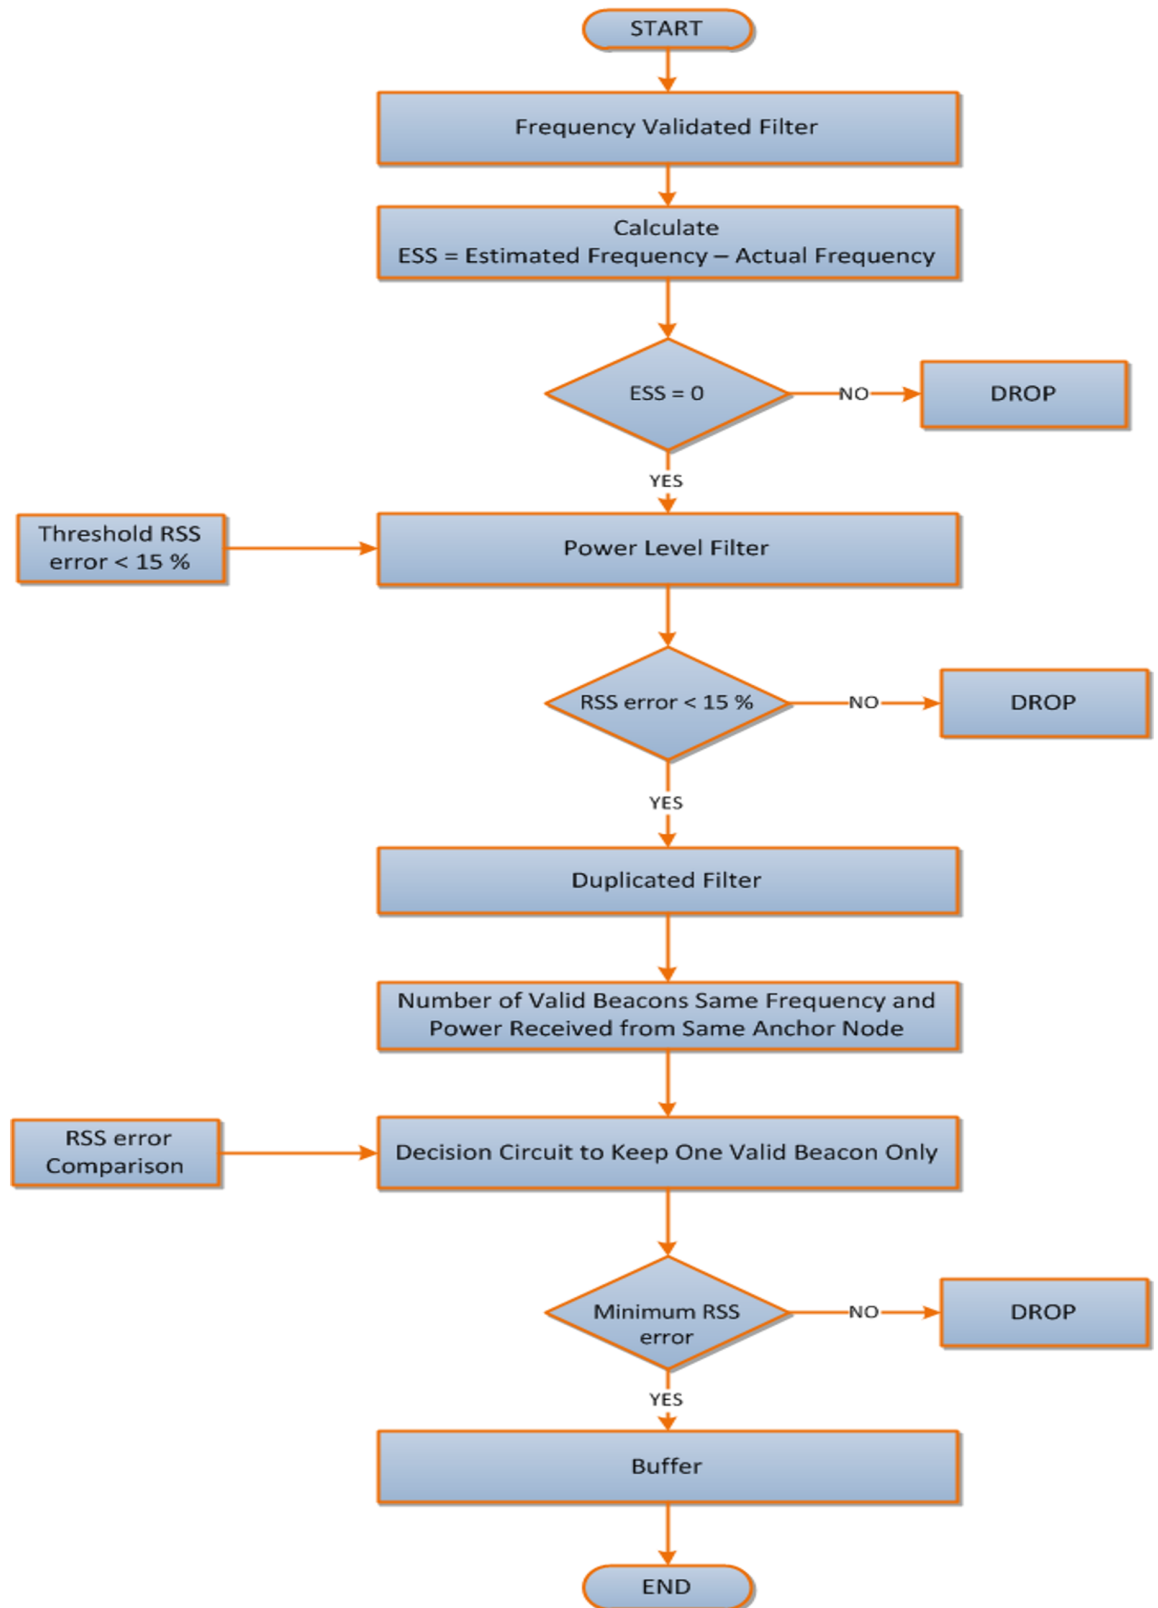 START
Frequency Validated Filter
Calculate
ESS = Estimated Frequency – Actual Frequency
ESS = 0
NO
DROP
YES
Threshold RSS
error < 15 %
Power Level Filter
RSS error < 15 %
NO
DROP
YES
Duplicated Filter
Number of Valid Beacons Same Frequency and
Power Received from Same Anchor Node
RSS error
Comparison
Decision Circuit to Keep One Valid Beacon Only
Minimum RSS
error
NO
DROP
YES
Buffer
END